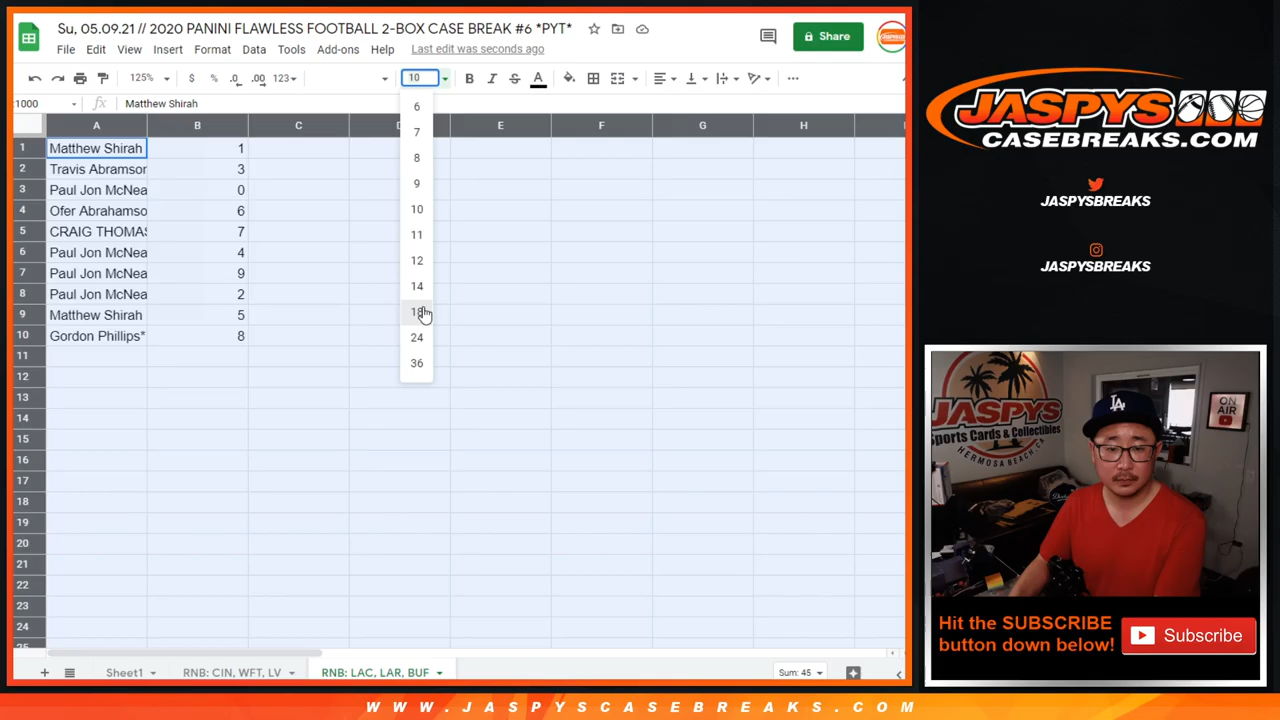 Su, 05.09.21 // 2020 PANINI FLAWLESS FOOTBALL 2-BOX CASE BREAK #6 *PYT*
File Edit View Insert Format Data Tools Add-ons Help Last edit was seconds ago
Share
125% $ % .0 .00 123 10
1000 fx Matthew Shirah
A B C D E F G H
1 Matthew Shirah 1
2 Travis Abramson 3
3 Paul Jon McNea 0
4 Ofer Abrahamso 6
5 CRAIG THOMAS 7
6 Paul Jon McNea 4
7 Paul Jon McNea 9
8 Paul Jon McNea 2
9 Matthew Shirah 5
10 Gordon Phillips* 8
11
12
13
14
15
16
17
18
19
20
21
22
23
24
25
6
7
8
9
10
11
12
14
18
24
36
Sheet1 RNB: CIN, WFT, LV RNB: LAC, LAR, BUF Sum: 45
JASPYS
CASEBREAKS.COM
JASPYSBREAKS
JASPYSBREAKS
JASPYS
Sports Cards & Collectibles
HERMOSA BEACH, CA
ON
AIR
LA
Hit the SUBSCRIBE
button down below!
Subscribe
WWW.JASPYSCASEBREAKS.COM